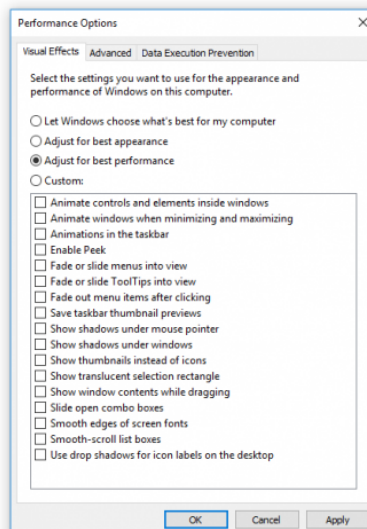 Performance Options
Visual Effects Advanced Data Execution Prevention
Select the settings you want to use for the appearance and
performance of Windows on this computer.
Let Windows choose what's best for my computer
Adjust for best appearance
Adjust for best performance
Custom:
Animate controls and elements inside windows
Animate windows when minimizing and maximizing
Animations in the taskbar
Enable Peek
Fade or slide menus into view
Fade or slide ToolTips into view
Fade out menu items after clicking
Save taskbar thumbnail previews
Show shadows under mouse pointer
Show shadows under windows
Show thumbnails instead of icons
Show translucent selection rectangle
Show window contents while dragging
Slide open combo boxes
Smooth edges of screen fonts
Smooth-scroll list boxes
Use drop shadows for icon labels on the desktop
OK Cancel Apply